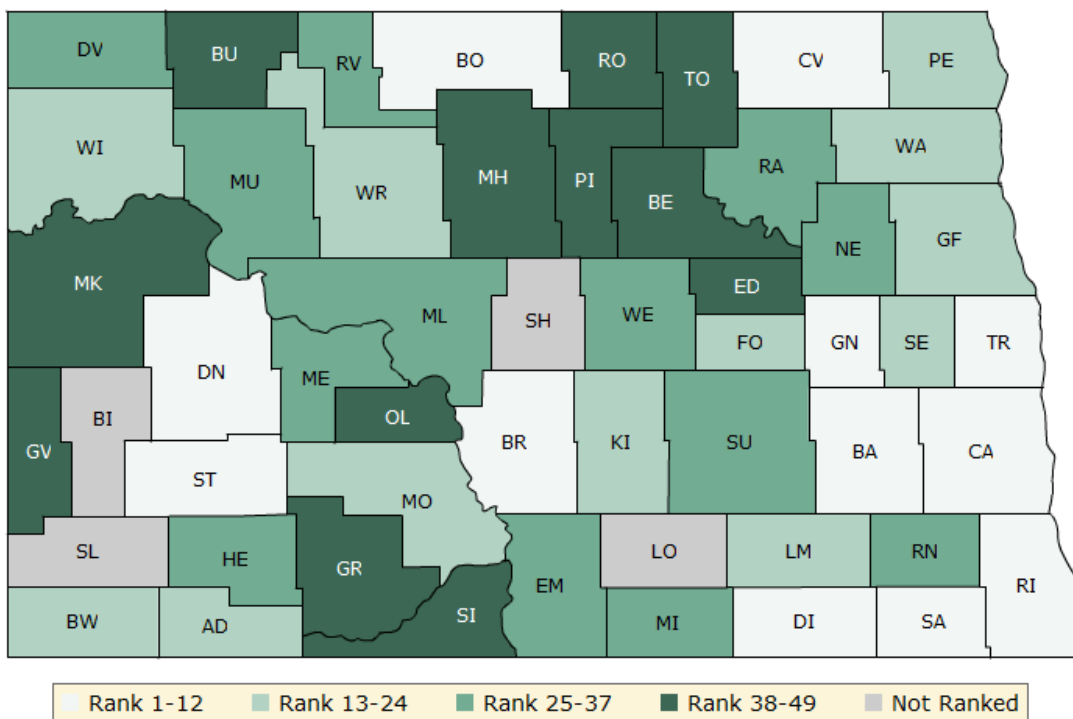 DV BU RV BO RO TO CV PE
WI MU WR MH PI BE RA WA
MK NE GF
ML SH WE ED
DN ME FO GN SE TR
GV BI OL BR KI SU BA CA
ST MO
SL HE GR EM LO LM RN RI
BW AD SI MI DI SA
Rank 1-12 Rank 13-24 Rank 25-37 Rank 38-49 Not Ranked